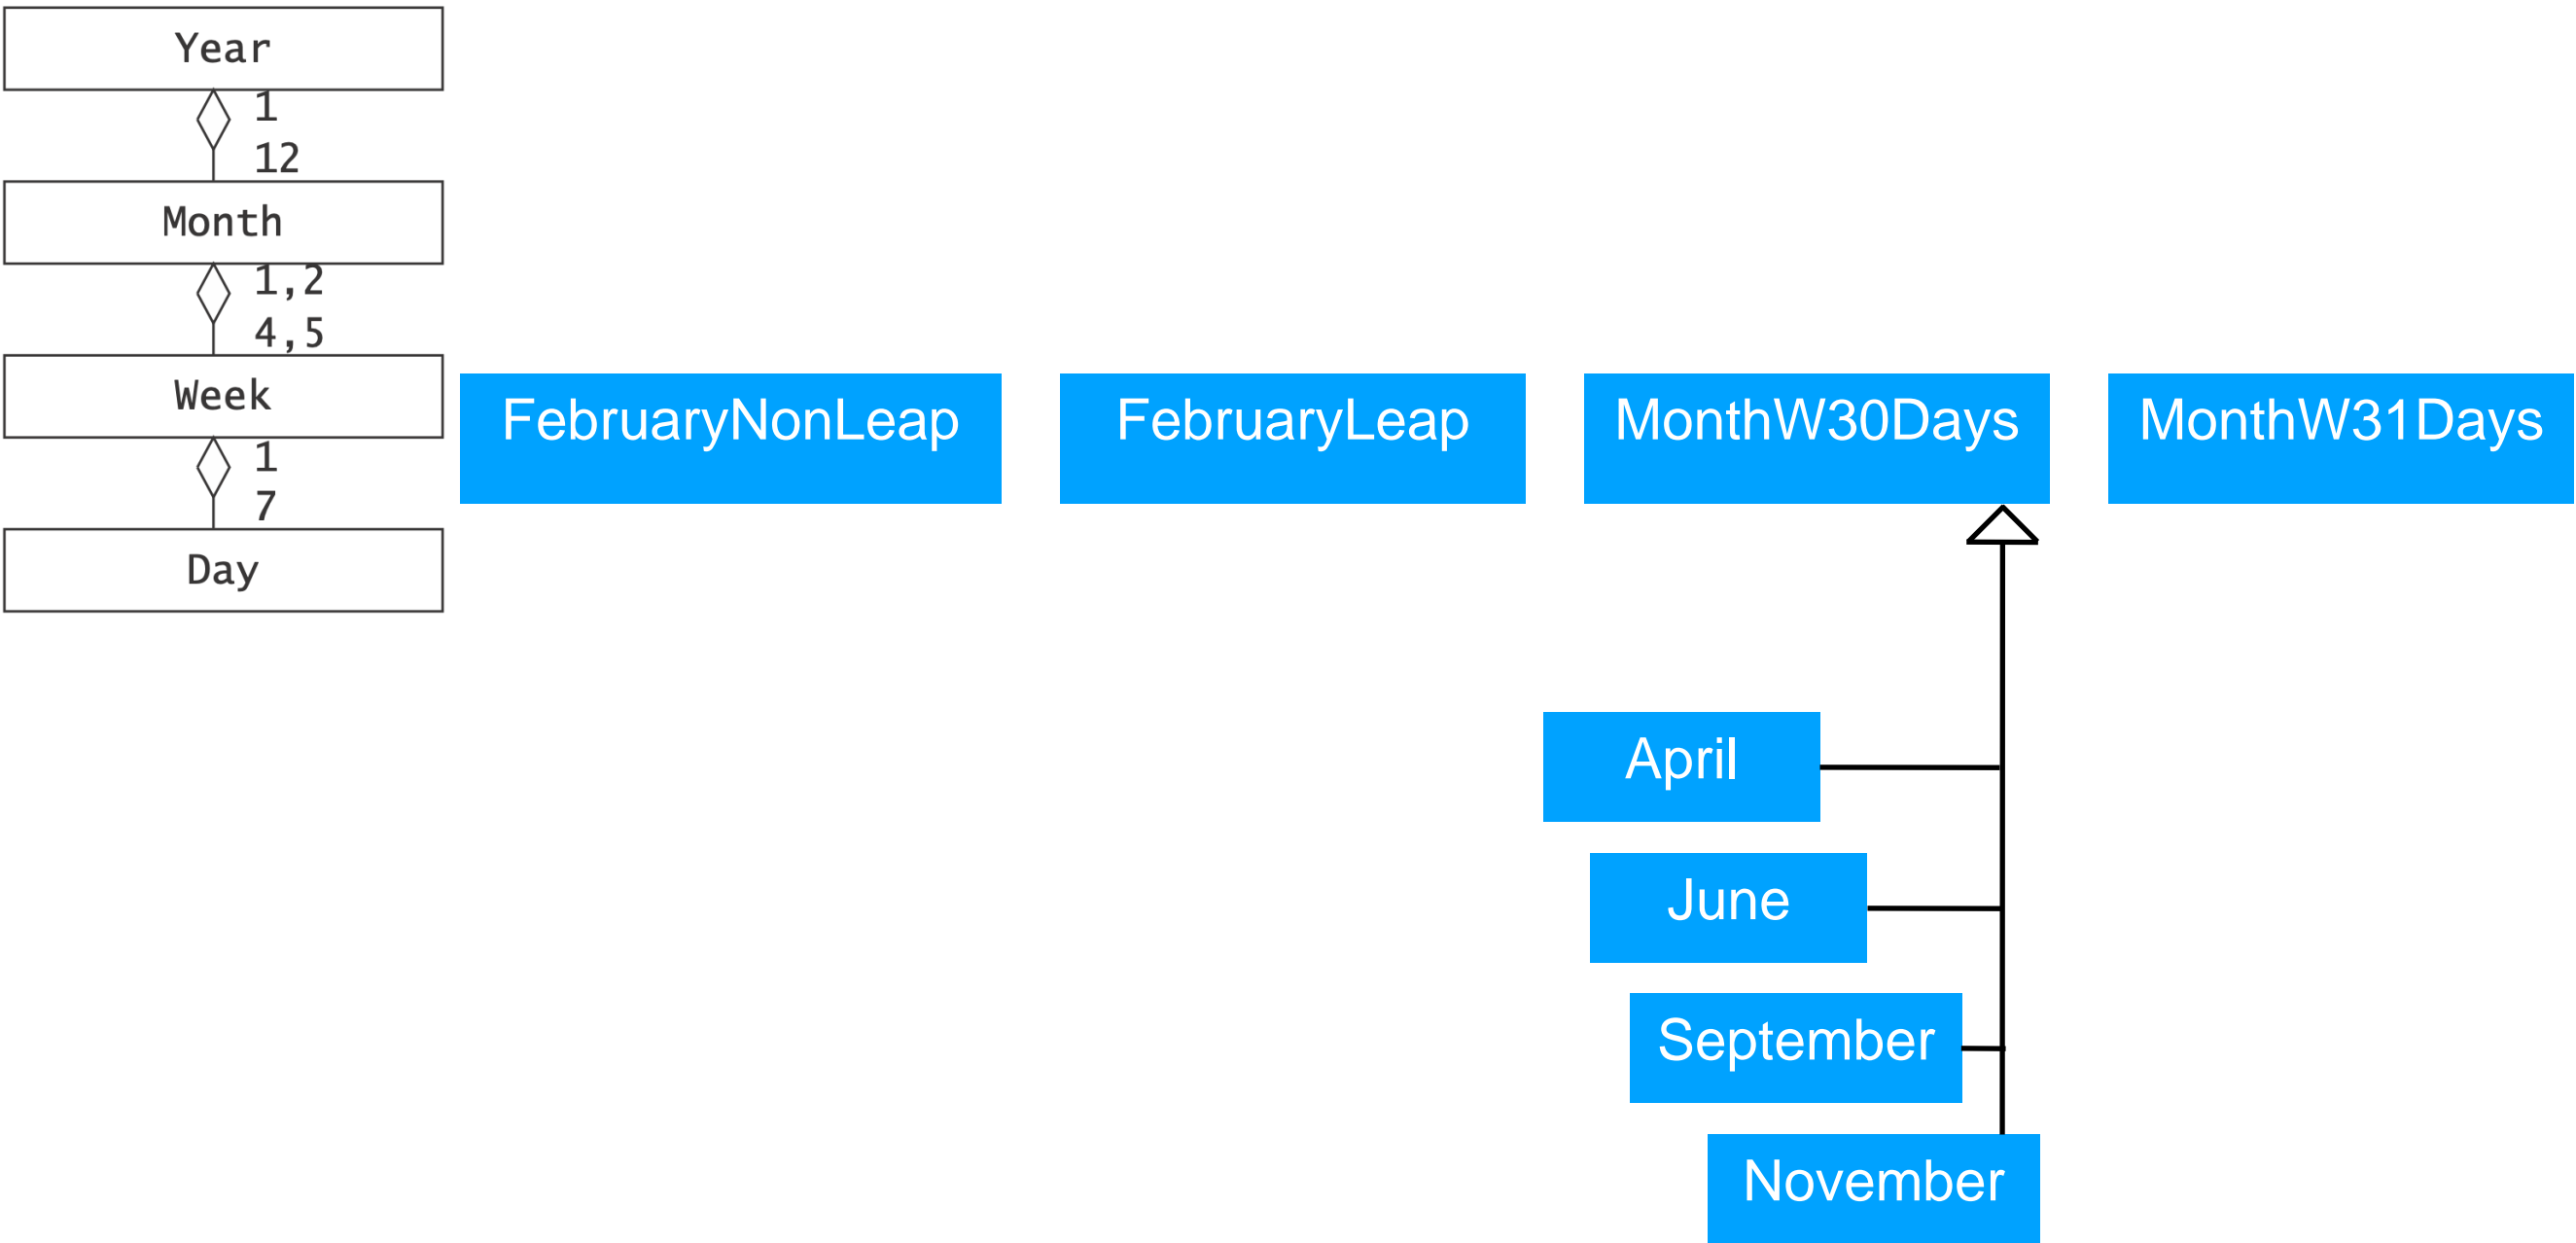 Year
1
12
Month
1,2
4,5
Week
1
7
Day
FebruaryNonLeap
FebruaryLeap
MonthW30Days
MonthW31Days
April
June
September
November